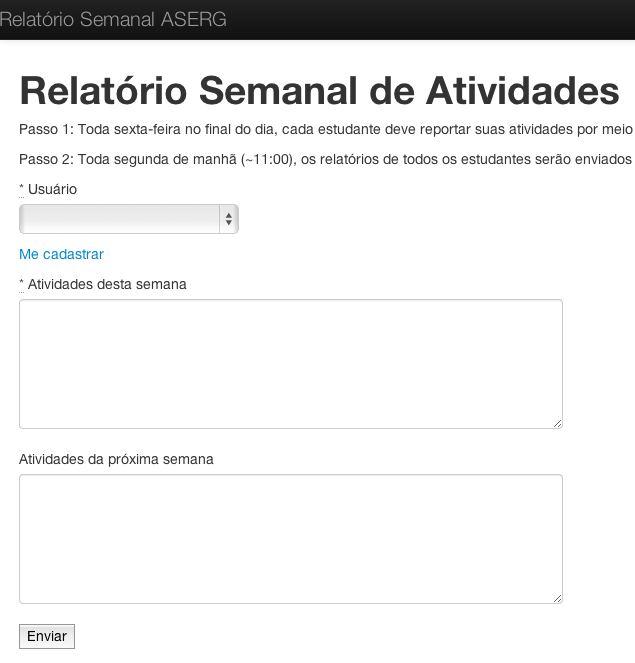 Relatório Semanal ASERG
Relatório Semanal de Atividades
Passo 1: Toda sexta-feira no final do dia, cada estudante deve reportar suas atividades por meio
Passo 2: Toda segunda de manhã (~11:00), os relatórios de todos os estudantes serão enviados
* Usuário
Me cadastrar
* Atividades desta semana
Atividades da próxima semana
Enviar